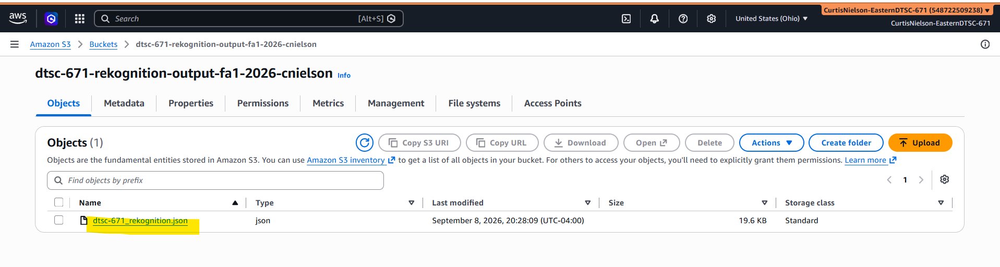 aws Search [Alt+S] United States (Ohio) CurtisNielson-EasternDTSC-671 (548722509238)
CurtisNielson-EasternDTSC-671
Amazon S3 Buckets dtsc-671-rekognition-output-fa1-2026-cnielson
dtsc-671-rekognition-output-fa1-2026-cnielson Info
Objects Metadata Properties Permissions Metrics Management File systems Access Points
Objects (1) Copy S3 URI Copy URL Download Open Delete Actions Create folder Upload
Objects are the fundamental entities stored in Amazon S3. You can use Amazon S3 inventory to get a list of all objects in your bucket. For others to access your objects, you'll need to explicitly grant them permissions. Learn more
Find objects by prefix 1
Name Type Last modified Size Storage class
dtsc-671_rekognition.json json September 8, 2026, 20:28:09 (UTC-04:00) 19.6 KB Standard